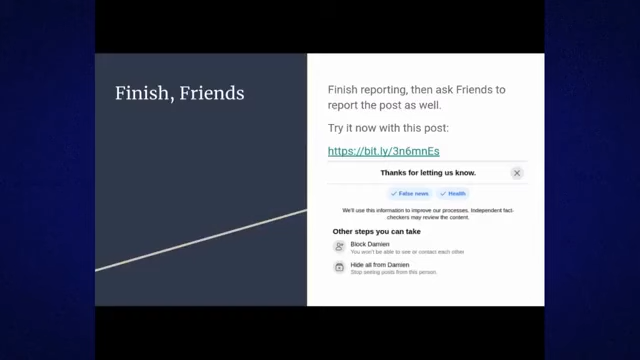 Finish, Friends
Finish reporting, then ask Friends to
report the post as well.
Try it now with this post:
https://bit.ly/3n6mnEs
Thanks for letting us know.
False news
Health
We'll use this information to improve our processes. Independent fact-
checkers may review the content.
Other steps you can take
Block Damien
You won't be able to see or contact each other
Hide all from Damien
Stop seeing posts from this person.